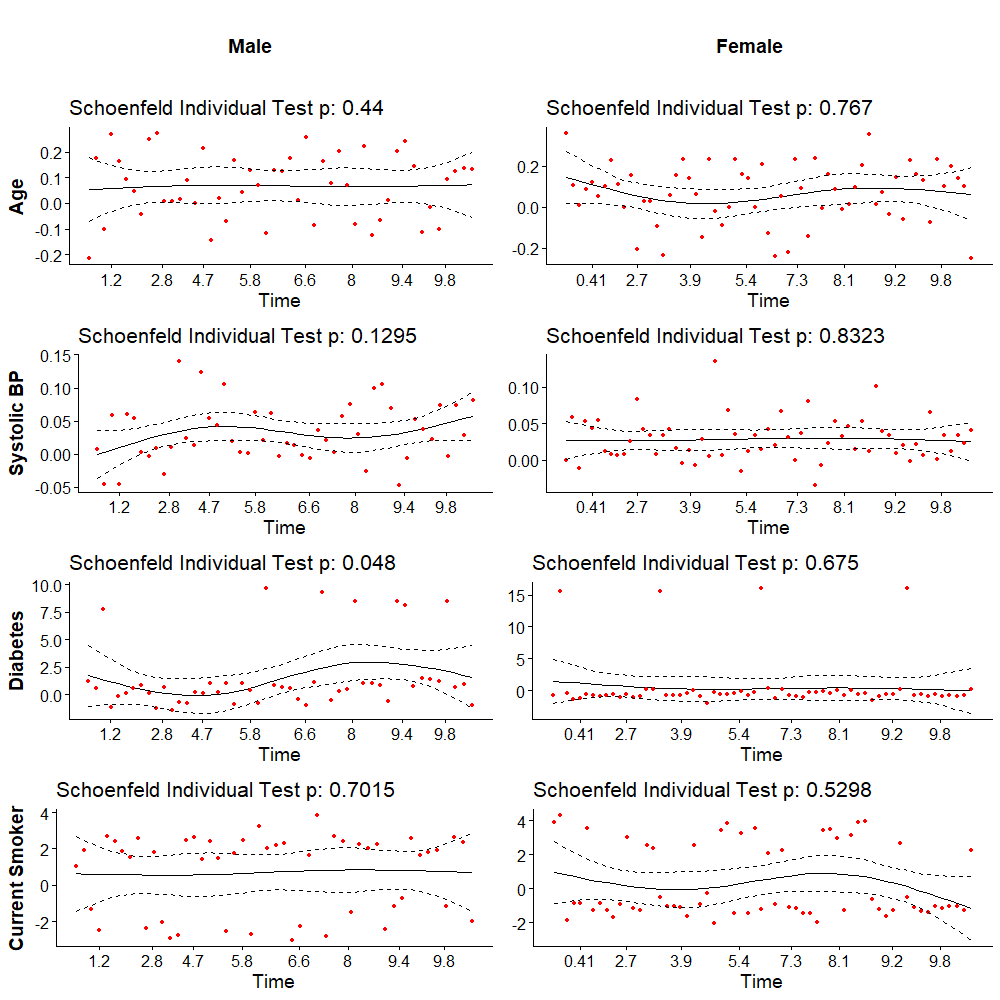 Male Female
Schoenfeld Individual Test p: 0.44 Schoenfeld Individual Test p: 0.767
Age
0.2
0.1
0.0
-0.1
-0.2
0.2
0.0
-0.2
1.2 2.8 4.7 5.8 6.6 8 9.4 9.8 0.41 2.7 3.9 5.4 7.3 8.1 9.2 9.8
Time Time
Schoenfeld Individual Test p: 0.1295 Schoenfeld Individual Test p: 0.8323
Systolic BP
0.15
0.10
0.05
0.00
-0.05
0.10
0.05
0.00
1.2 2.8 4.7 5.8 6.6 8 9.4 9.8 0.41 2.7 3.9 5.4 7.3 8.1 9.2 9.8
Time Time
Schoenfeld Individual Test p: 0.048 Schoenfeld Individual Test p: 0.675
Diabetes
10.0
7.5
5.0
2.5
0.0
15
10
5
0
1.2 2.8 4.7 5.8 6.6 8 9.4 9.8 0.41 2.7 3.9 5.4 7.3 8.1 9.2 9.8
Time Time
Schoenfeld Individual Test p: 0.7015 Schoenfeld Individual Test p: 0.5298
Current Smoker
4
2
0
-2
4
2
0
-2
1.2 2.8 4.7 5.8 6.6 8 9.4 9.8 0.41 2.7 3.9 5.4 7.3 8.1 9.2 9.8
Time Time